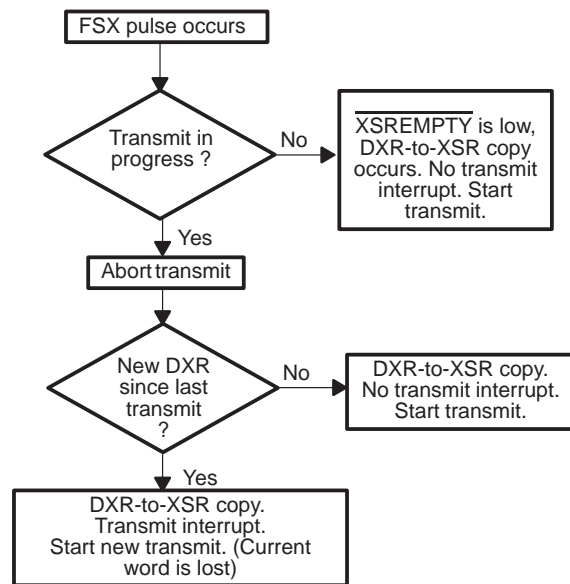 FSX pulse occurs
Transmit in
progress ?
No
XSREMPTY is low,
DXR-to-XSR copy
occurs. No transmit
interrupt. Start
transmit.
Yes
Abort transmit
New DXR
since last
transmit
?
No
DXR-to-XSR copy.
No transmit interrupt.
Start transmit.
Yes
DXR-to-XSR copy.
Transmit interrupt.
Start new transmit. (Current
word is lost)